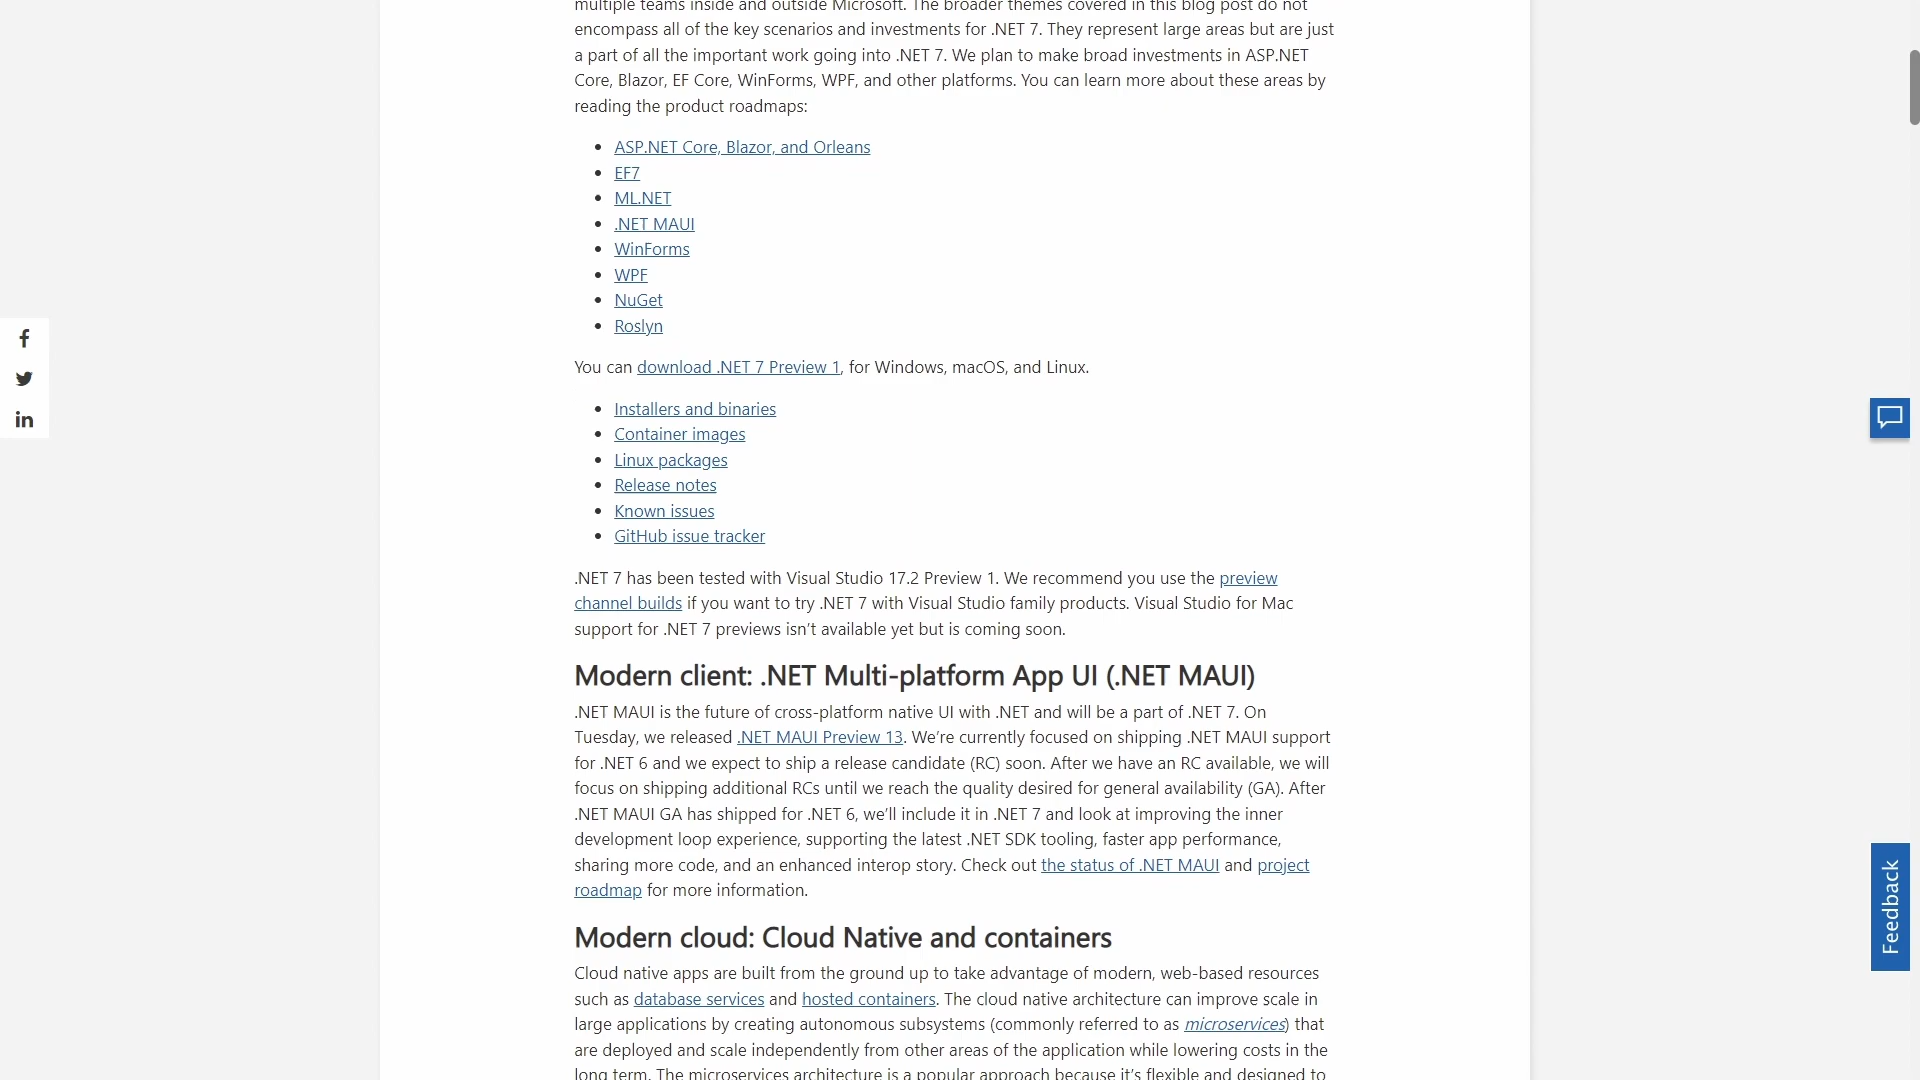 multiple teams inside and outside Microsoft. The broader themes covered in this blog post do not
encompass all of the key scenarios and investments for .NET 7. They represent large areas but are just
a part of all the important work going into .NET 7. We plan to make broad investments in ASP.NET
Core, Blazor, EF Core, WinForms, WPF, and other platforms. You can learn more about these areas by
reading the product roadmaps:
ASP.NET Core, Blazor, and Orleans
EF7
ML.NET
.NET MAUI
WinForms
WPF
NuGet
Roslyn
You can download .NET 7 Preview 1, for Windows, macOS, and Linux.
Installers and binaries
Container images
Linux packages
Release notes
Known issues
GitHub issue tracker
.NET 7 has been tested with Visual Studio 17.2 Preview 1. We recommend you use the preview
channel builds if you want to try .NET 7 with Visual Studio family products. Visual Studio for Mac
support for .NET 7 previews isn’t available yet but is coming soon.
Modern client: .NET Multi-platform App UI (.NET MAUI)
.NET MAUI is the future of cross-platform native UI with .NET and will be a part of .NET 7. On
Tuesday, we released .NET MAUI Preview 13. We’re currently focused on shipping .NET MAUI support
for .NET 6 and we expect to ship a release candidate (RC) soon. After we have an RC available, we will
focus on shipping additional RCs until we reach the quality desired for general availability (GA). After
.NET MAUI GA has shipped for .NET 6, we’ll include it in .NET 7 and look at improving the inner
development loop experience, supporting the latest .NET SDK tooling, faster app performance,
sharing more code, and an enhanced interop story. Check out the status of .NET MAUI and project
roadmap for more information.
Modern cloud: Cloud Native and containers
Cloud native apps are built from the ground up to take advantage of modern, web-based resources
such as database services and hosted containers. The cloud native architecture can improve scale in
large applications by creating autonomous subsystems (commonly referred to as microservices) that
are deployed and scale independently from other areas of the application while lowering costs in the
long term. The microservices architecture is a popular approach because it’s flexible and designed to
Feedback